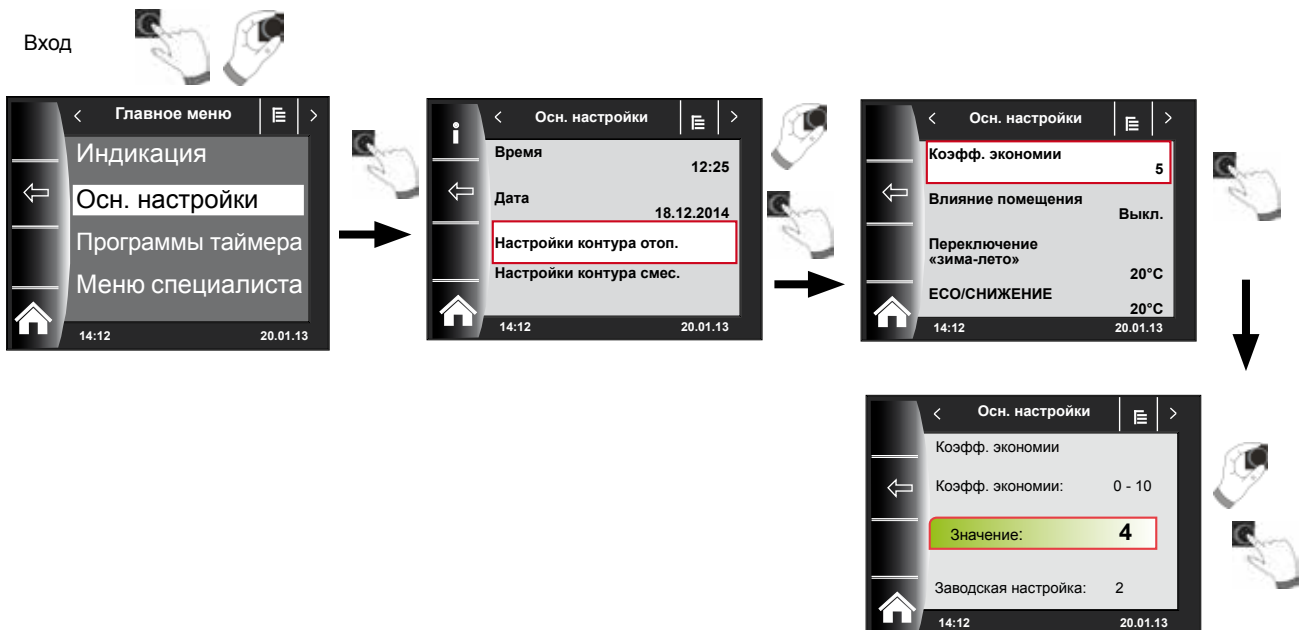 Вход
< Главное меню >
Индикация
Осн. настройки
Программы таймера
Меню специалиста
14:12 20.01.13
i
< Осн. настройки >
Время
12:25
Дата
18.12.2014
Настройки контура отоп.
Настройки контура смес.
14:12 20.01.13
< Осн. настройки >
Коэфф. экономии
5
Влияние помещения
Выкл.
Переключение
«зима-лето»
20°C
ECO/СНИЖЕНИЕ
20°C
14:12 20.01.13
< Осн. настройки >
Коэфф. экономии
Коэфф. экономии: 0 - 10
Значение: 4
Заводская настройка: 2
14:12 20.01.13